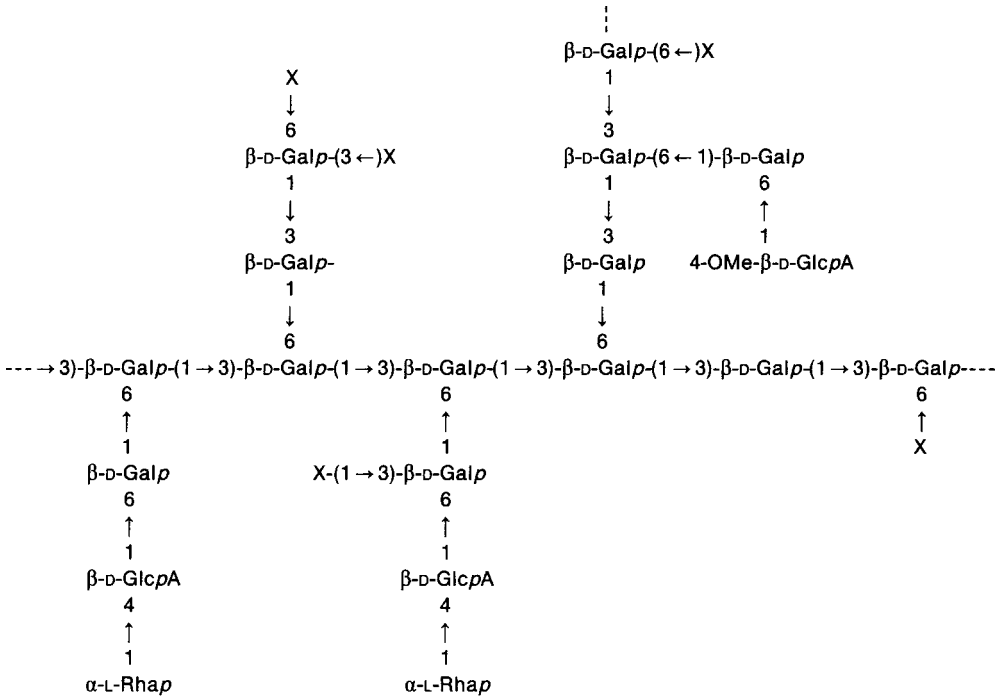 β-D-Galp-(6←)X
X
1
↓
↓
6
3
β-D-Galp-(3←)X
β-D-Galp-(6←1)-β-D-Galp
1
1
6
↓
↓
↑
3
3
1
β-D-Galp-
β-D-Galp
4-OMe-β-D-GlcpA
1
1
↓
↓
6
6
---→3)-β-D-Galp-(1→3)-β-D-Galp-(1→3)-β-D-Galp-(1→3)-β-D-Galp-(1→3)-β-D-Galp-(1→3)-β-D-Galp----
6
6
6
↑
↑
↑
1
1
X
β-D-Galp
X-(1→3)-β-D-Galp
6
6
↑
↑
1
1
β-D-GlcpA
β-D-GlcpA
4
4
↑
↑
1
1
α-L-Rhap
α-L-Rhap